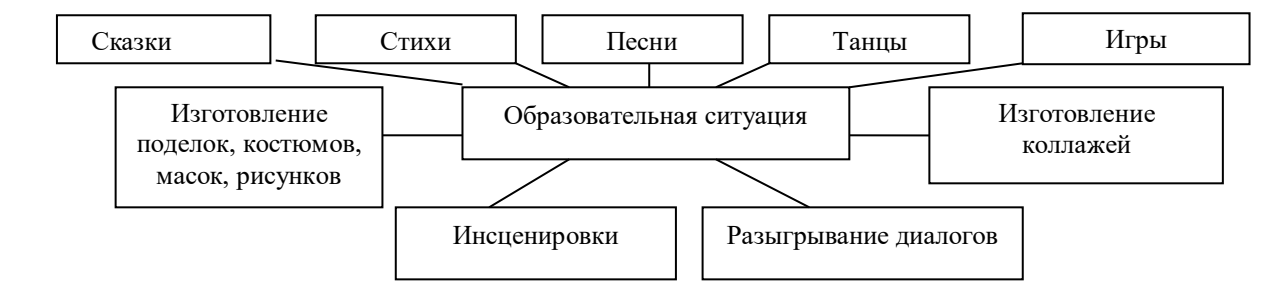 Сказки
Стихи
Песни
Танцы
Игры
Изготовление
поделок, костюмов,
масок, рисунков
Образовательная ситуация
Изготовление
коллажей
Инсценировки
Разыгрывание диалогов